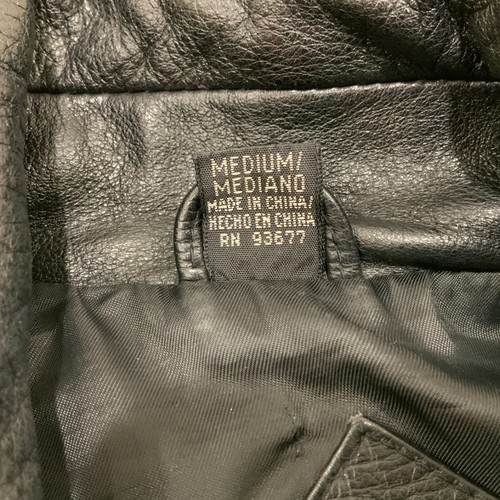 MEDIUM/
MEDIANO
MADE IN CHINA/
HECHO EN CHINA
RN 93677